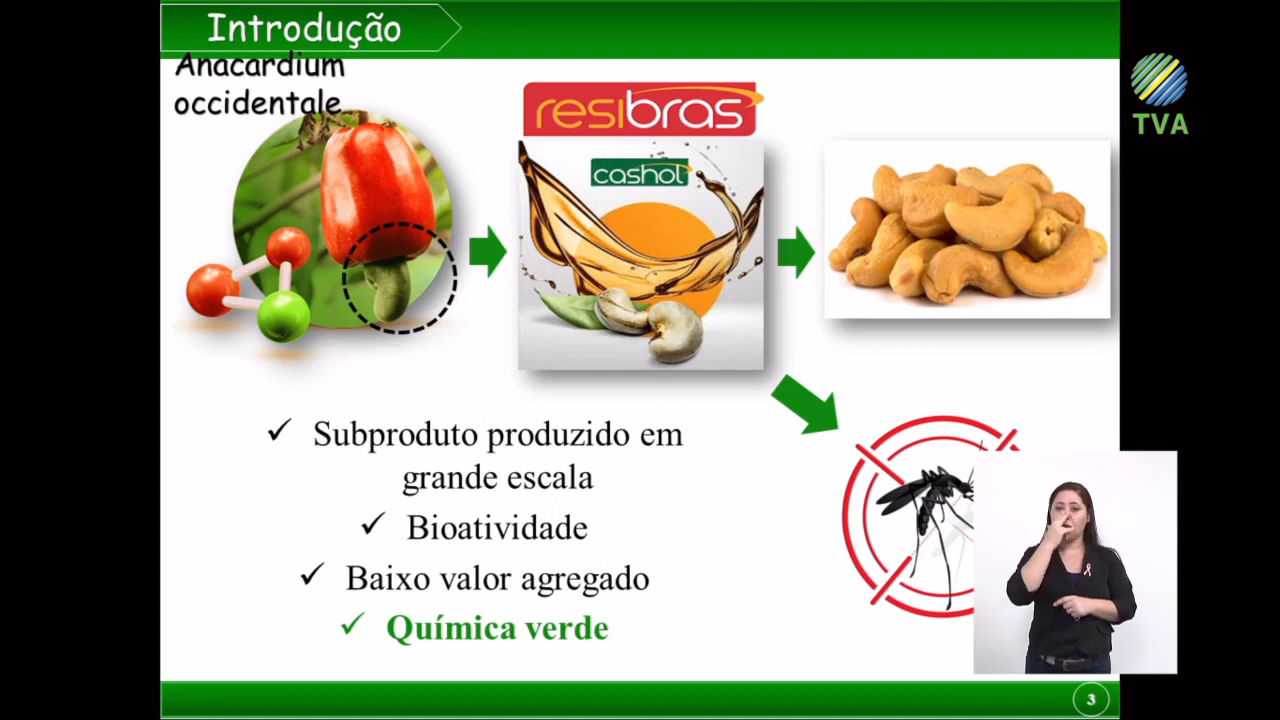 Introdução
Anacardium
occidentale
resibras
cashol
TVA
✓ Subproduto produzido em
grande escala
✓ Bioatividade
✓ Baixo valor agregado
✓ Química verde
3